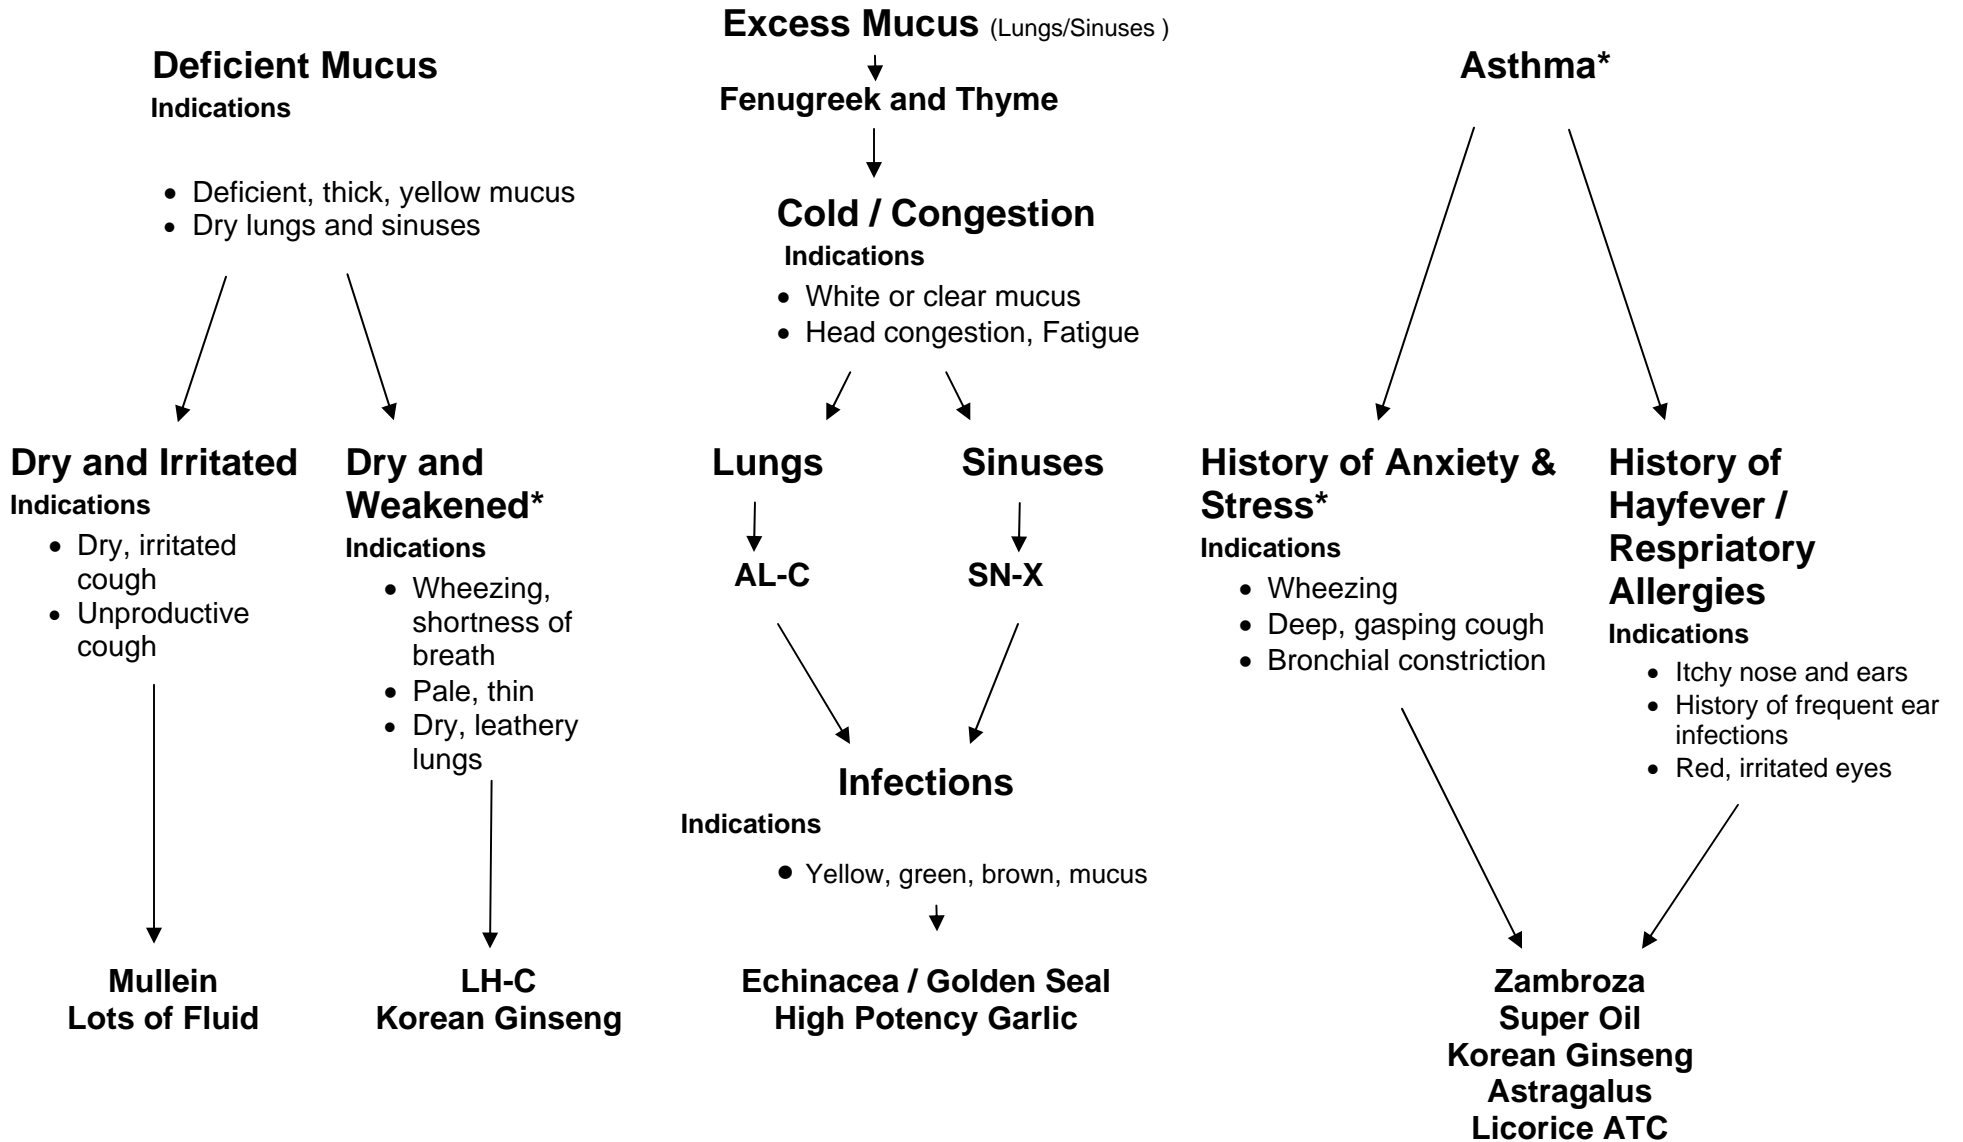 Deficient Mucus
Indications
• Deficient, thick, yellow mucus
• Dry lungs and sinuses
Dry and Irritated
Indications
• Dry, irritated
cough
• Unproductive
cough
Mullein
Lots of Fluid
Dry and
Weakened*
Indications
• Wheezing,
shortness of
breath
• Pale, thin
• Dry, leathery
lungs
LH-C
Korean Ginseng
Excess Mucus (Lungs/Sinuses )
Fenugreek and Thyme
Cold / Congestion
Indications
• White or clear mucus
• Head congestion, Fatigue
Lungs
AL-C
Sinuses
SN-X
Infections
Indications
• Yellow, green, brown, mucus
Echinacea / Golden Seal
High Potency Garlic
Asthma*
History of Anxiety &
Stress*
Indications
• Wheezing
• Deep, gasping cough
• Bronchial constriction
History of
Hayfever /
Respriatory
Allergies
Indications
• Itchy nose and ears
• History of frequent ear
infections
• Red, irritated eyes
Zambroza
Super Oil
Korean Ginseng
Astragalus
Licorice ATC